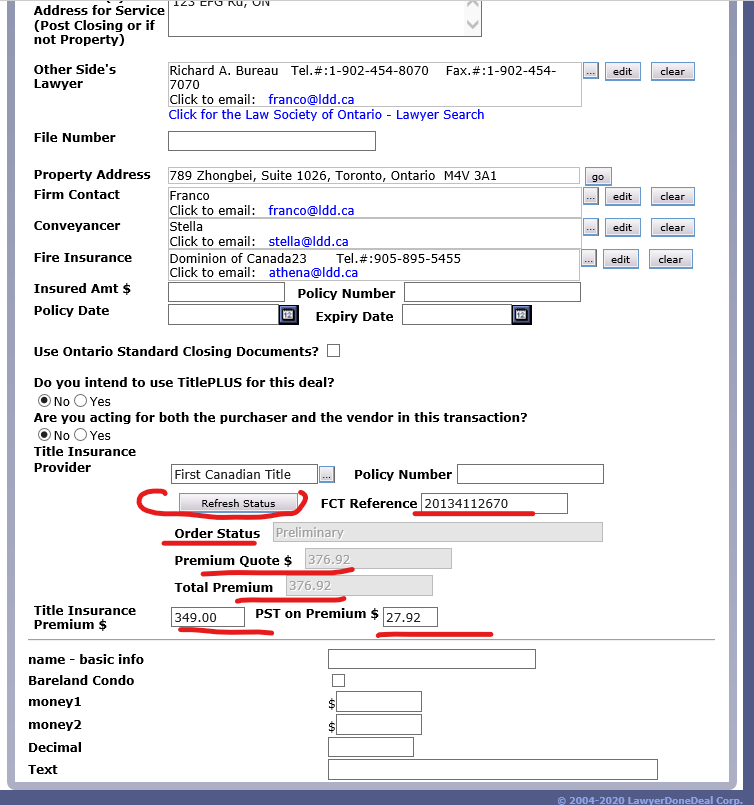 123 EFG Rd, ON
Address for Service
(Post Closing or if
not Property)
Other Side's
Lawyer
Richard A. Bureau Tel.#:1-902-454-8070 Fax.#:1-902-454-
7070
Click to email: franco@ldd.ca
... edit clear
Click for the Law Society of Ontario - Lawyer Search
File Number
Property Address 789 Zhongbei, Suite 1026, Toronto, Ontario M4V 3A1 go
Firm Contact Franco ... edit clear
Click to email: franco@ldd.ca
Conveyancer Stella ... edit clear
Click to email: stella@ldd.ca
Fire Insurance Dominion of Canada23 Tel.#:905-895-5455 ... edit clear
Click to email: athena@ldd.ca
Insured Amt $ Policy Number
Policy Date 12 Expiry Date 12
Use Ontario Standard Closing Documents?
Do you intend to use TitlePLUS for this deal?
No Yes
Are you acting for both the purchaser and the vendor in this transaction?
No Yes
Title Insurance
Provider
First Canadian Title ... Policy Number
Refresh Status FCT Reference 20134112670
Order Status Preliminary
Premium Quote $ 376.92
Total Premium 376.92
Title Insurance
Premium $
349.00 PST on Premium $ 27.92
name - basic info
Bareland Condo
money1 $
money2 $
Decimal
Text
© 2004-2020 LawyerDoneDeal Corp.